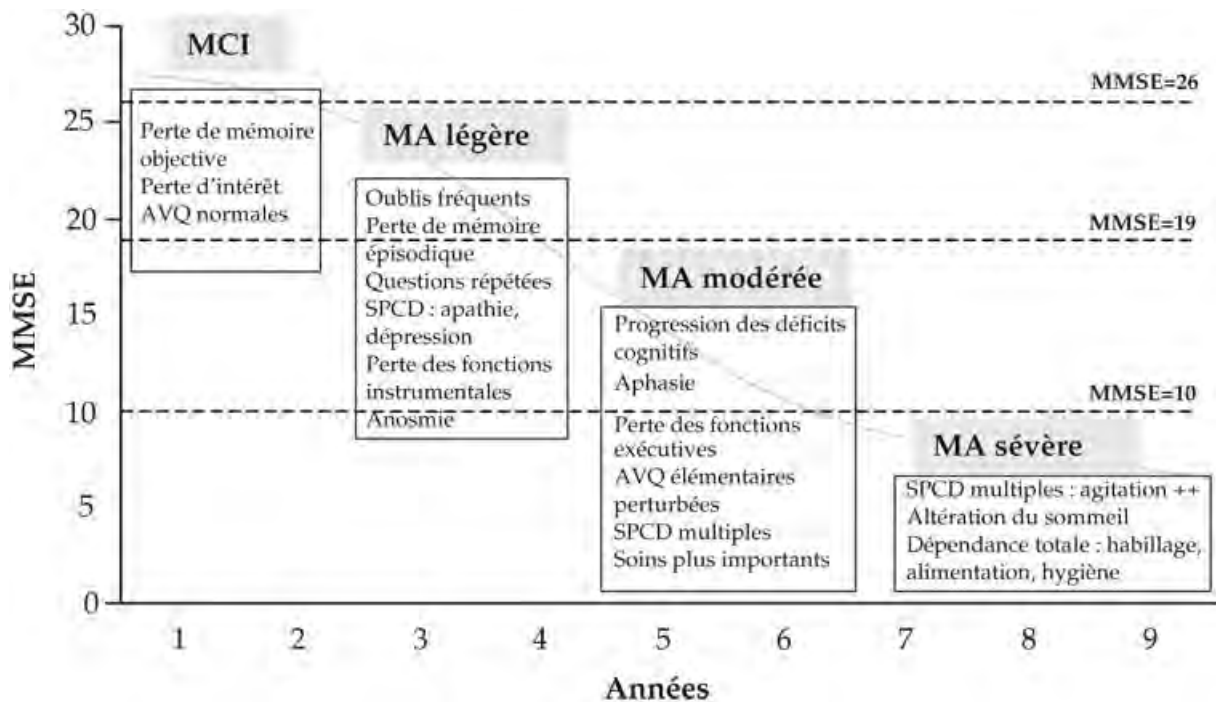 30
25
20
15
10
5
0
MMSE
MCI
Perte de mémoire
objective
Perte d'intérêt
AVQ normales
MA légère
Oublis fréquents
Perte de mémoire
épisodique
Questions répétées
SPCD : apathie,
dépression
Perte des fonctions
instrumentales
Anosmie
MA modérée
Progression des déficits
cognitifs
Aphasie
Perte des fonctions
exécutives
AVQ élémentaires
perturbées
SPCD multiples
Soins plus importants
MA sévère
SPCD multiples : agitation ++
Altération du sommeil
Dépendance totale : habillage,
alimentation, hygiène
MMSE=26
MMSE=19
MMSE=10
1 2 3 4 5 6 7 8 9
Années